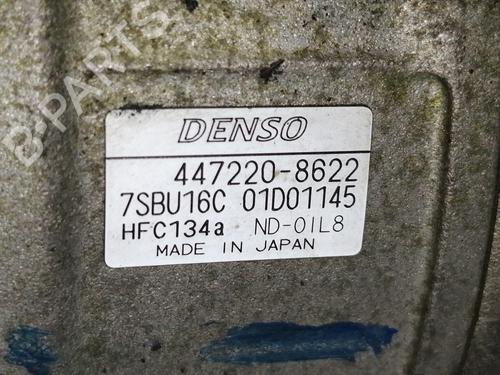 DENSO
447220-8622
7SBU16C 01D01145
HFC134a ND-OIL8
MADE IN JAPAN
B-PARTS